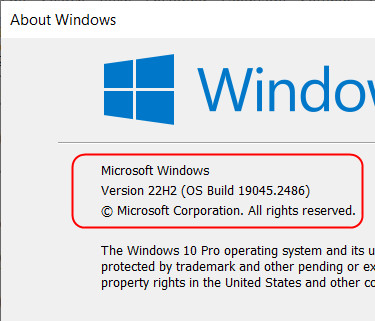 About Windows
Windo
Microsoft Windows
Version 22H2 (OS Build 19045.2486)
© Microsoft Corporation. All rights reserved.
The Windows 10 Pro operating system and its u
protected by trademark and other pending or ex
property rights in the United States and other co